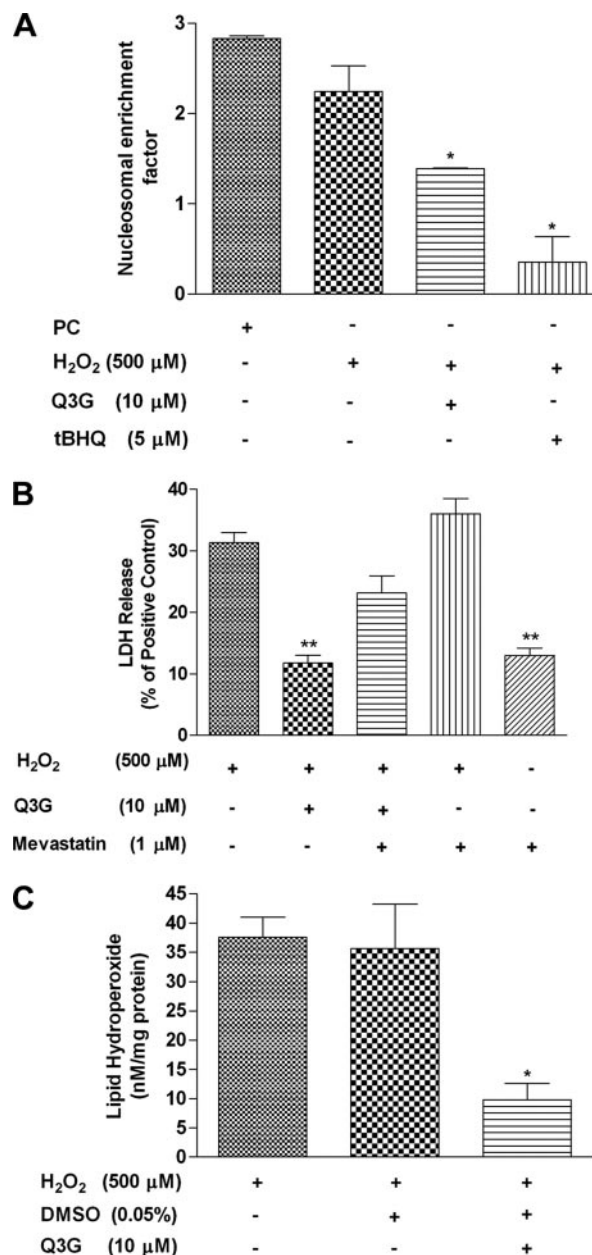 A
Nucleosomal enrichment
factor
3
2
1
0
*
*
PC + - - -
H₂O₂ (500 µM) - + + +
Q3G (10 µM) - - + -
tBHQ (5 µM) - - - +
B
LDH Release
(% of Positive Control)
40
30
20
10
0
**
**
H₂O₂ (500 µM) + + + + -
Q3G (10 µM) - + + - -
Mevastatin (1 µM) - - + + +
C
Lipid Hydroperoxide
(nM/mg protein)
45
40
35
30
25
20
15
10
5
0
*
H₂O₂ (500 µM) + + +
DMSO (0.05%) - + +
Q3G (10 µM) - - +